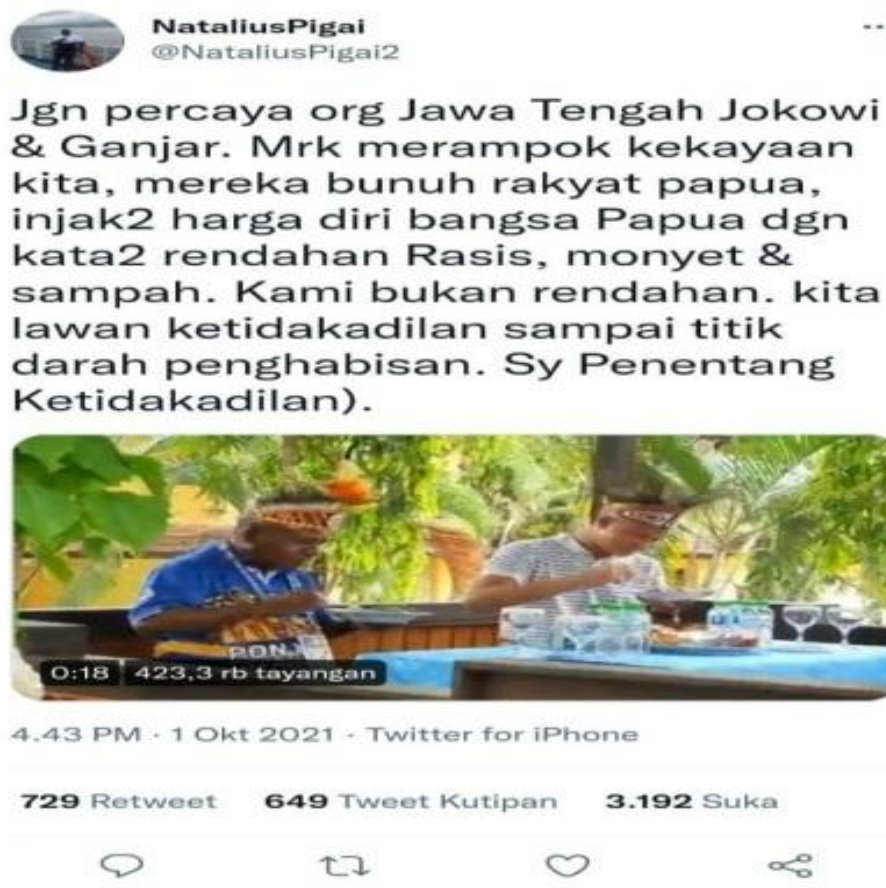 NataliusPigai
@NataliusPigai2
Jgn percaya org Jawa Tengah Jokowi
& Ganjar. Mrk merampok kekayaan
kita, mereka bunuh rakyat papua,
injak2 harga diri bangsa Papua dgn
kata2 rendahan Rasis, monyet &
sampah. Kami bukan rendahan. kita
lawan ketidakadilan sampai titik
darah penghabisan. Sy Penentang
Ketidakadilan).
PON
0:18 423,3 rb tayangan
4.43 PM · 1 Okt 2021 · Twitter for iPhone
729 Retweet 649 Tweet Kutipan 3.192 Suka